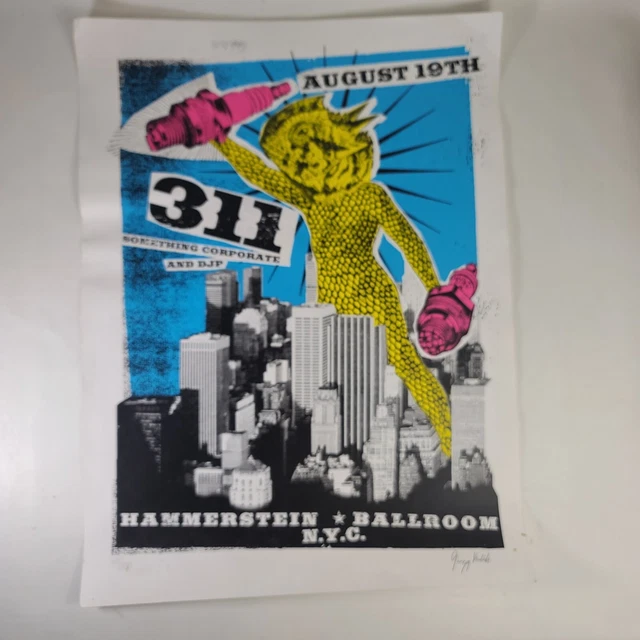 AUGUST 19TH
311
SOMETHING CORPORATE
AND DJP
HAMMERSTEIN ★ BALLROOM
N.Y.C.